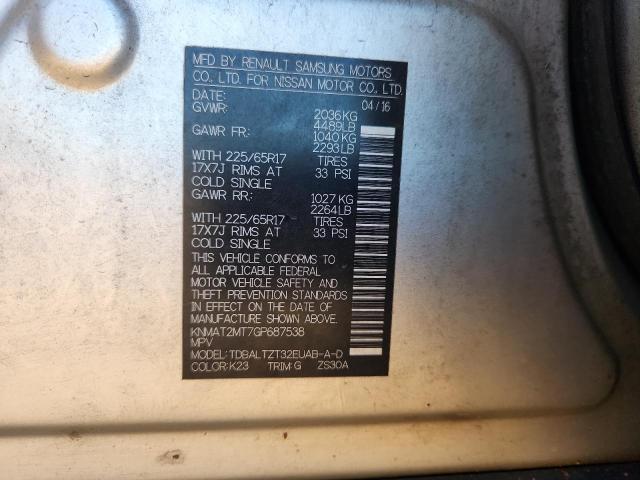 MFD BY RENAULT SAMSUNG MOTORS
CO., LTD. FOR NISSAN MOTOR CO., LTD.
DATE: 04/16
GVWR: 2036KG
4489LB
GAWR FR: 1040 KG
2293LB
WITH 225/65R17 TIRES
17X7J RIMS AT 33 PSI
COLD SINGLE
GAWR RR: 1027 KG
2264LB
WITH 225/65R17 TIRES
17X7J RIMS AT 33 PSI
COLD SINGLE
THIS VEHICLE CONFORMS TO
ALL APPLICABLE FEDERAL
MOTOR VEHICLE SAFETY AND
THEFT PREVENTION STANDARDS
IN EFFECT ON THE DATE OF
MANUFACTURE SHOWN ABOVE.
KNMAT2MT7GP687538
MPV
MODEL: TDBALTZT32EUAB-A-D
COLOR: K23 TRIM: G ZS30A